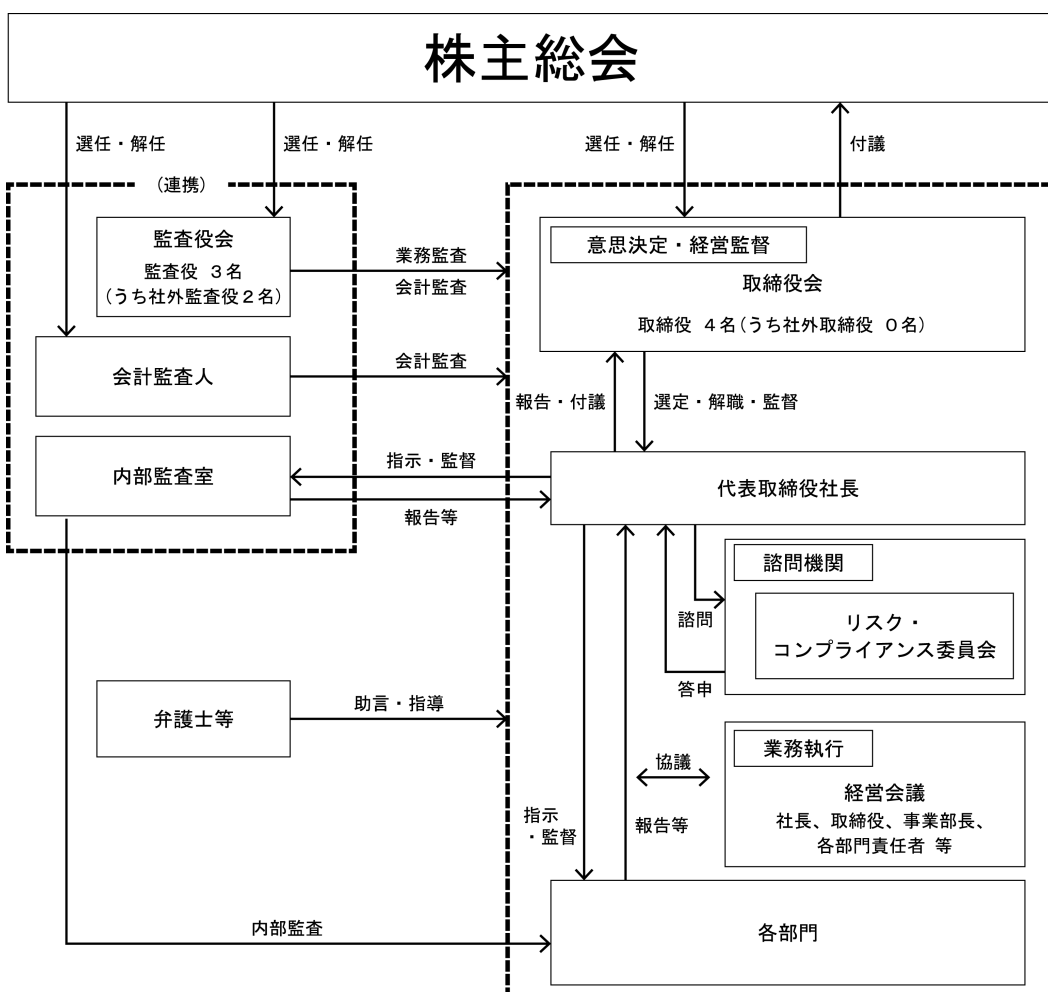 株主総会
選任・解任
選任・解任
選任・解任
付議
(連携)
監査役会
監査役 3名
(うち社外監査役2名)
業務監査
会計監査
意思決定・経営監督
取締役会
取締役 4名(うち社外取締役 0名)
会計監査人
会計監査
報告・付議
選定・解職・監督
内部監査室
指示・監督
報告等
代表取締役社長
諮問機関
リスク・
コンプライアンス委員会
諮問
答申
弁護士等
助言・指導
業務執行
協議
経営会議
社長、取締役、事業部長、
各部門責任者 等
指示
・監督
報告等
内部監査
各部門